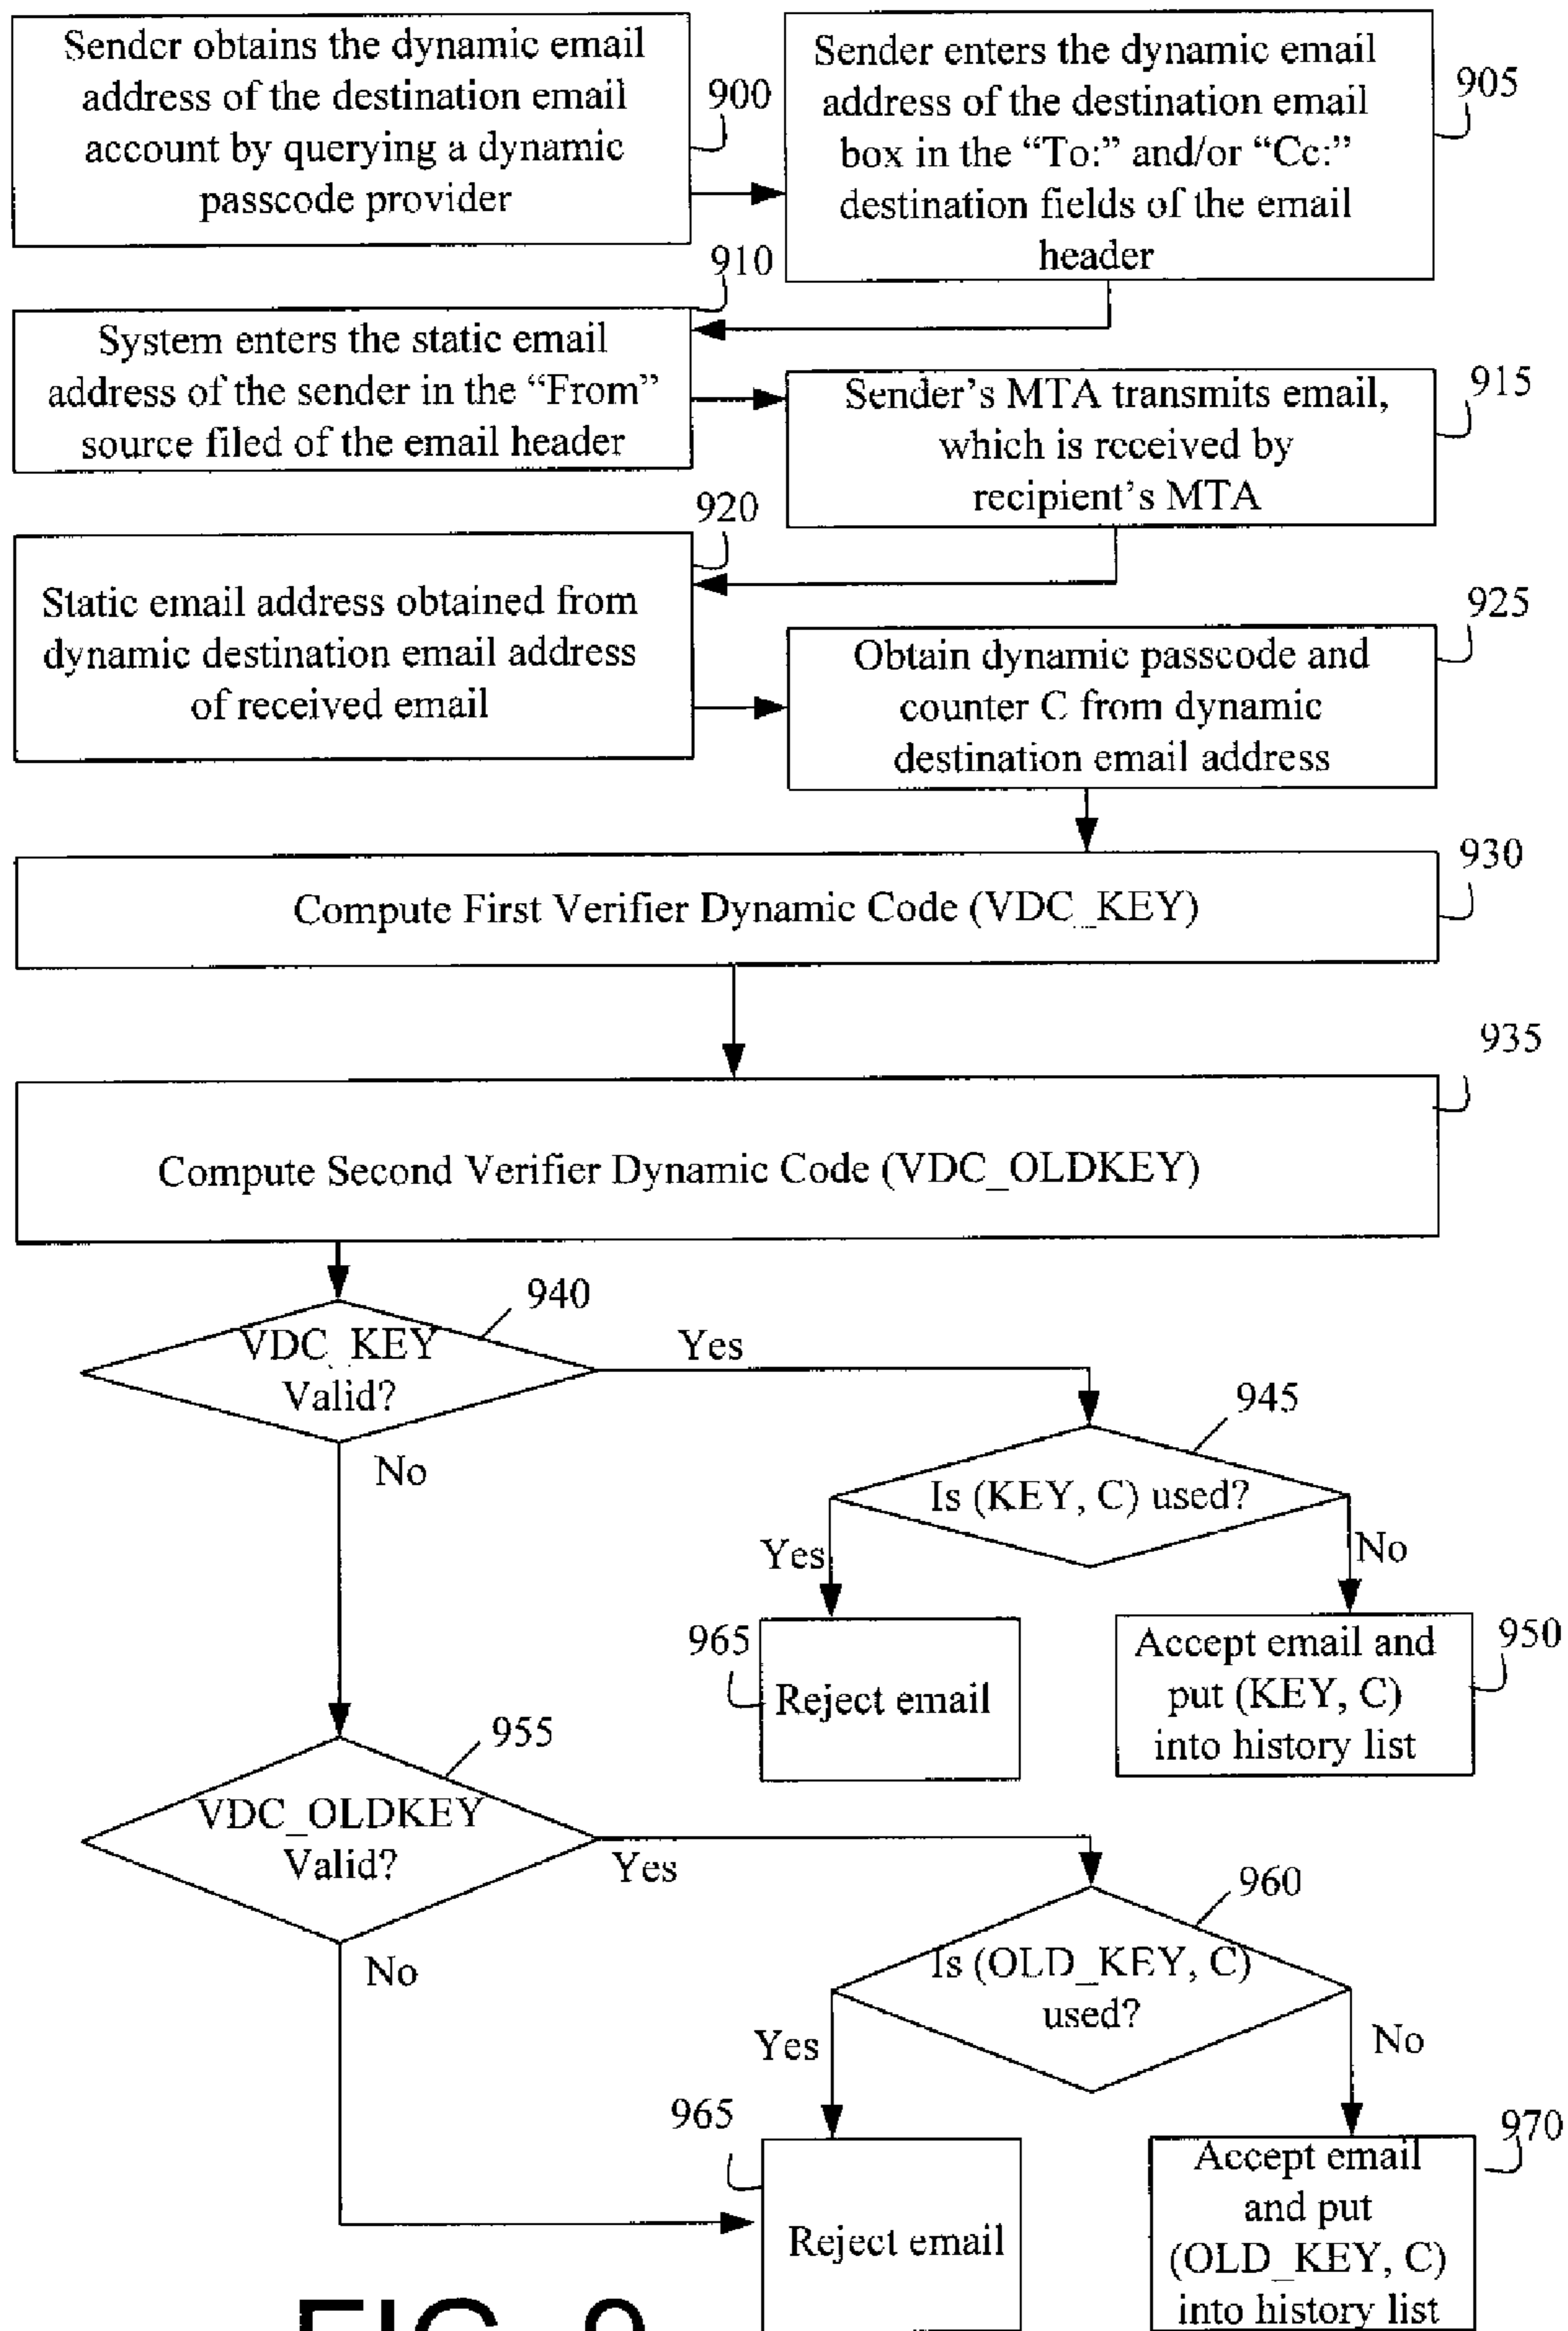 Sender obtains the dynamic email
address of the destination email
account by querying a dynamic
passcode provider
900
Sender enters the dynamic email
address of the destination email
box in the “To:” and/or “Cc:”
destination fields of the email
header
905
910
System enters the static email
address of the sender in the “From”
source filed of the email header
Sender’s MTA transmits email,
which is received by
recipient’s MTA
915
920
Static email address obtained from
dynamic destination email address
of received email
925
Obtain dynamic passcode and
counter C from dynamic
destination email address
930
Compute First Verifier Dynamic Code (VDC_KEY)
935
Compute Second Verifier Dynamic Code (VDC_OLDKEY)
940
VDC_KEY
Valid?
Yes
No
945
Is (KEY, C) used?
Yes
No
965
Reject email
Accept email and
put (KEY, C)
into history list
950
955
VDC_OLDKEY
Valid?
Yes
No
960
Is (OLD_KEY, C)
used?
Yes
No
965
Reject email
970
Accept email
and put
(OLD_KEY, C)
into history list
FIG. 9